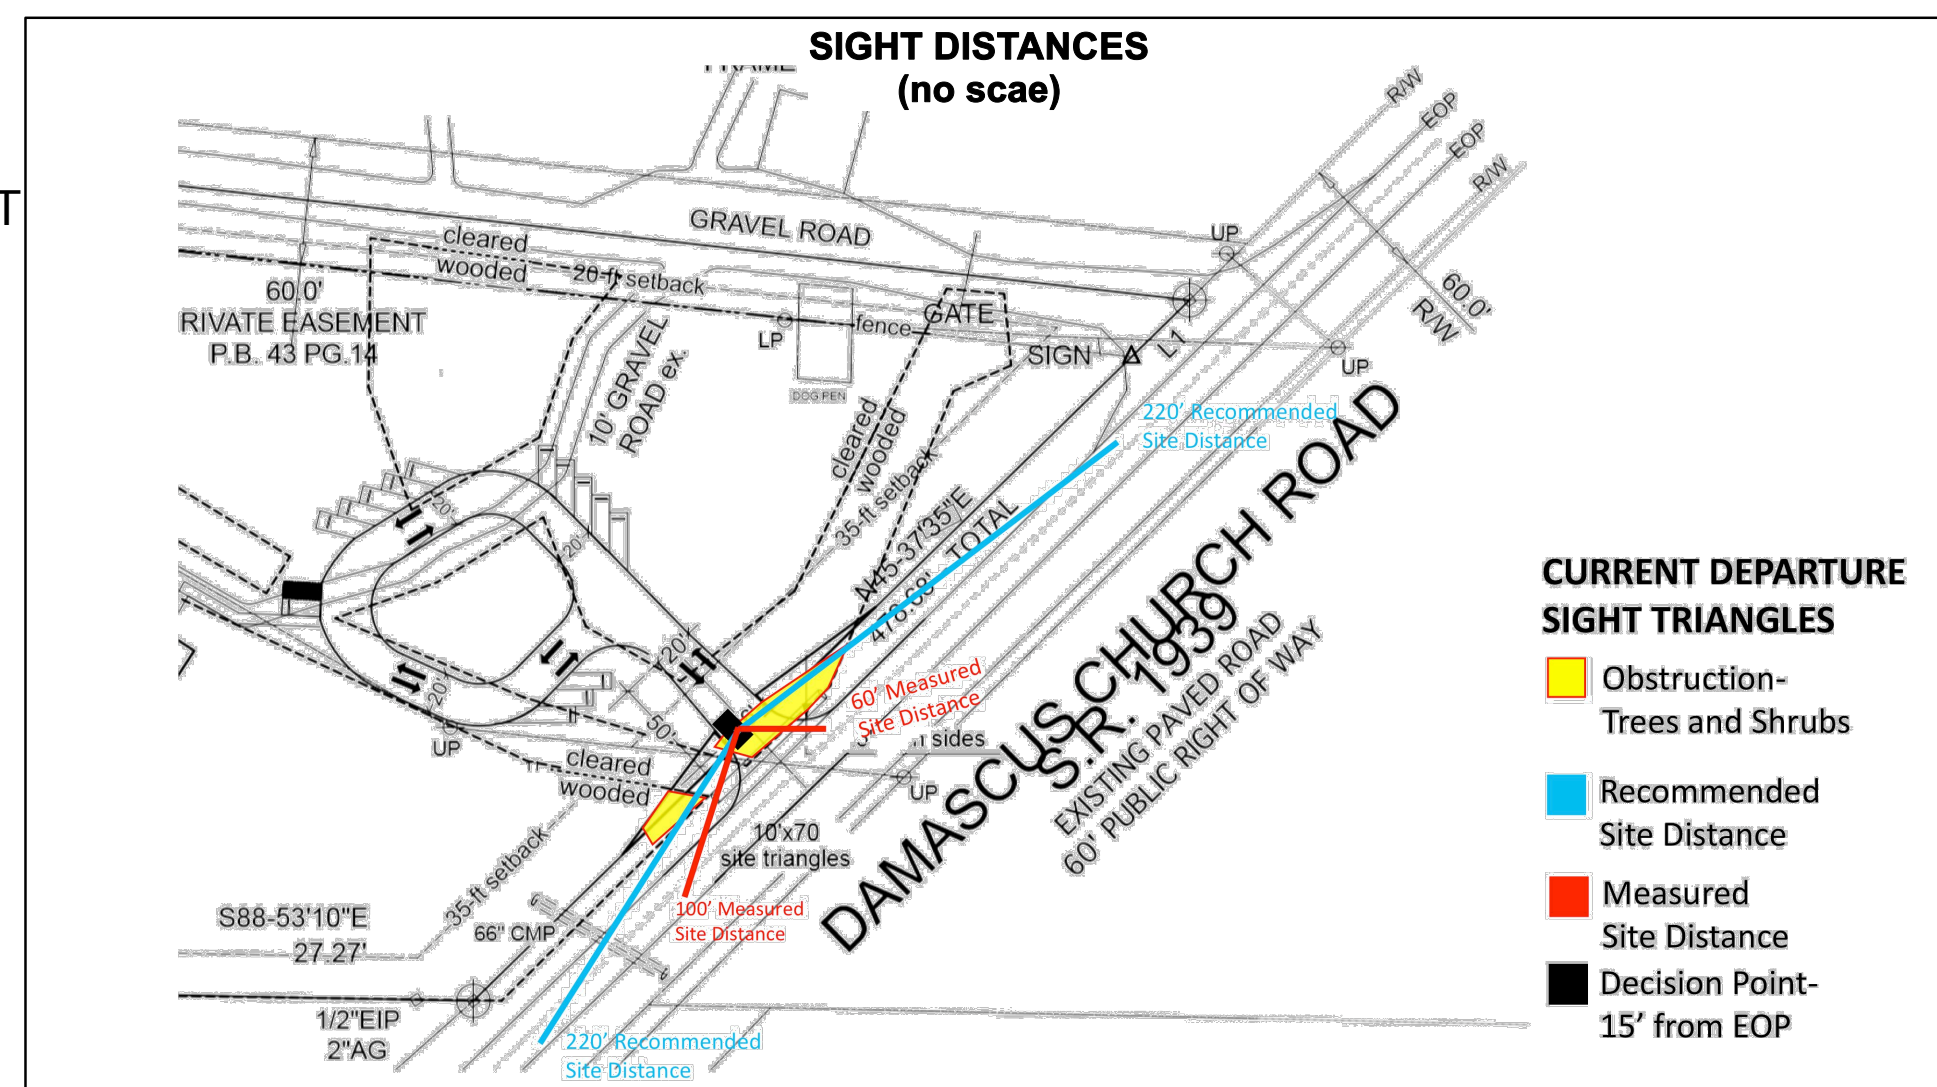 SIGHT DISTANCES
(no scae)
T
FRAME
R/W
EOP
EOP
R/W
GRAVEL ROAD
UP
cleared
wooded
20-ft setback
60.0'
RIVATE EASEMENT
P.B. 43 PG.14
10' GRAVEL
ROAD ex.
LP
fence
GATE
SIGN
L1
UP
60.0'
R/W
DOG PEN
cleared
wooded
35-ft setback
220' Recommended
Site Distance
N45-37'35"E
TOTAL
20'
20'
20'
20'
50'
UP
cleared
wooded
60' Measured
Site Distance
sides
UP
10'x70
site triangles
DAMASCUS CHURCH ROAD
S.R. 1939
EXISTING PAVED ROAD
60' PUBLIC RIGHT OF WAY
35-ft setback
100' Measured
Site Distance
66" CMP
S88-53'10"E
27.27'
1/2"EIP
2"AG
220' Recommended
Site Distance
CURRENT DEPARTURE
SIGHT TRIANGLES
Obstruction-
Trees and Shrubs
Recommended
Site Distance
Measured
Site Distance
Decision Point-
15' from EOP